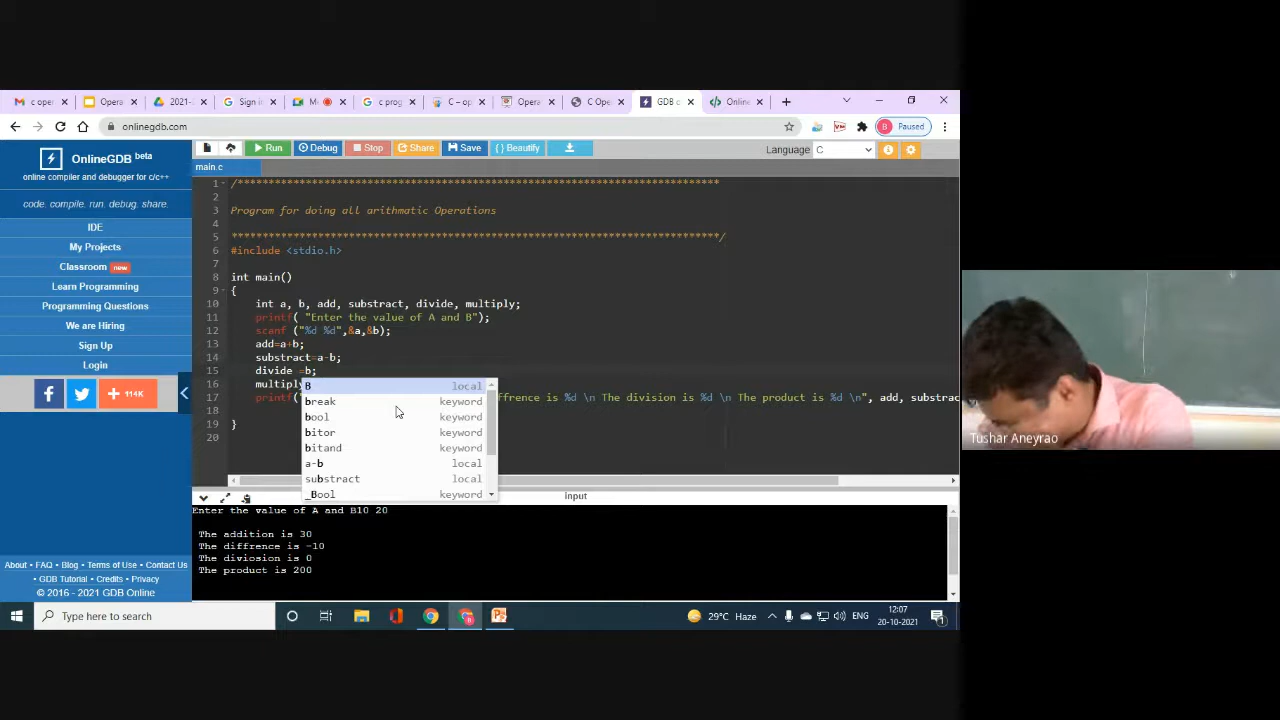 c oper
Opera
2021-
Sign i
M
c prog
C – op
Opera
C Ope
GDB o
Online
onlinegdb.com
B Paused
OnlineGDB beta
online compiler and debugger for c/c++
code. compile. run. debug. share.
IDE
My Projects
Classroom new
Learn Programming
Programming Questions
We are Hiring
Sign Up
Login
114K
About • FAQ • Blog • Terms of Use • Contact Us
• GDB Tutorial • Credits • Privacy
© 2016 - 2021 GDB Online
Run Debug Stop Share Save { } Beautify
Language C
main.c
1 /******************************************************************************
2
3 Program for doing all arithmatic Operations
4
5 *******************************************************************************/
6 #include <stdio.h>
7
8 int main()
9 {
10 int a, b, add, substract, divide, multiply;
11 printf( "Enter the value of A and B");
12 scanf ("%d %d",&a,&b);
13 add=a+b;
14 substract=a-b;
15 divide =b;
16 multiply
17 printf(" ffrence is %d \n The division is %d \n The product is %d \n", add, substrac
18
19 }
20
B local
break keyword
bool keyword
bitor keyword
bitand keyword
a-b local
substract local
_Bool keyword
input
Enter the value of A and B10 20
The addition is 30
The diffrence is -10
The diviosion is 0
The product is 200
Tushar Aneyrao
Type here to search
29°C Haze
ENG
12:07
20-10-2021
1